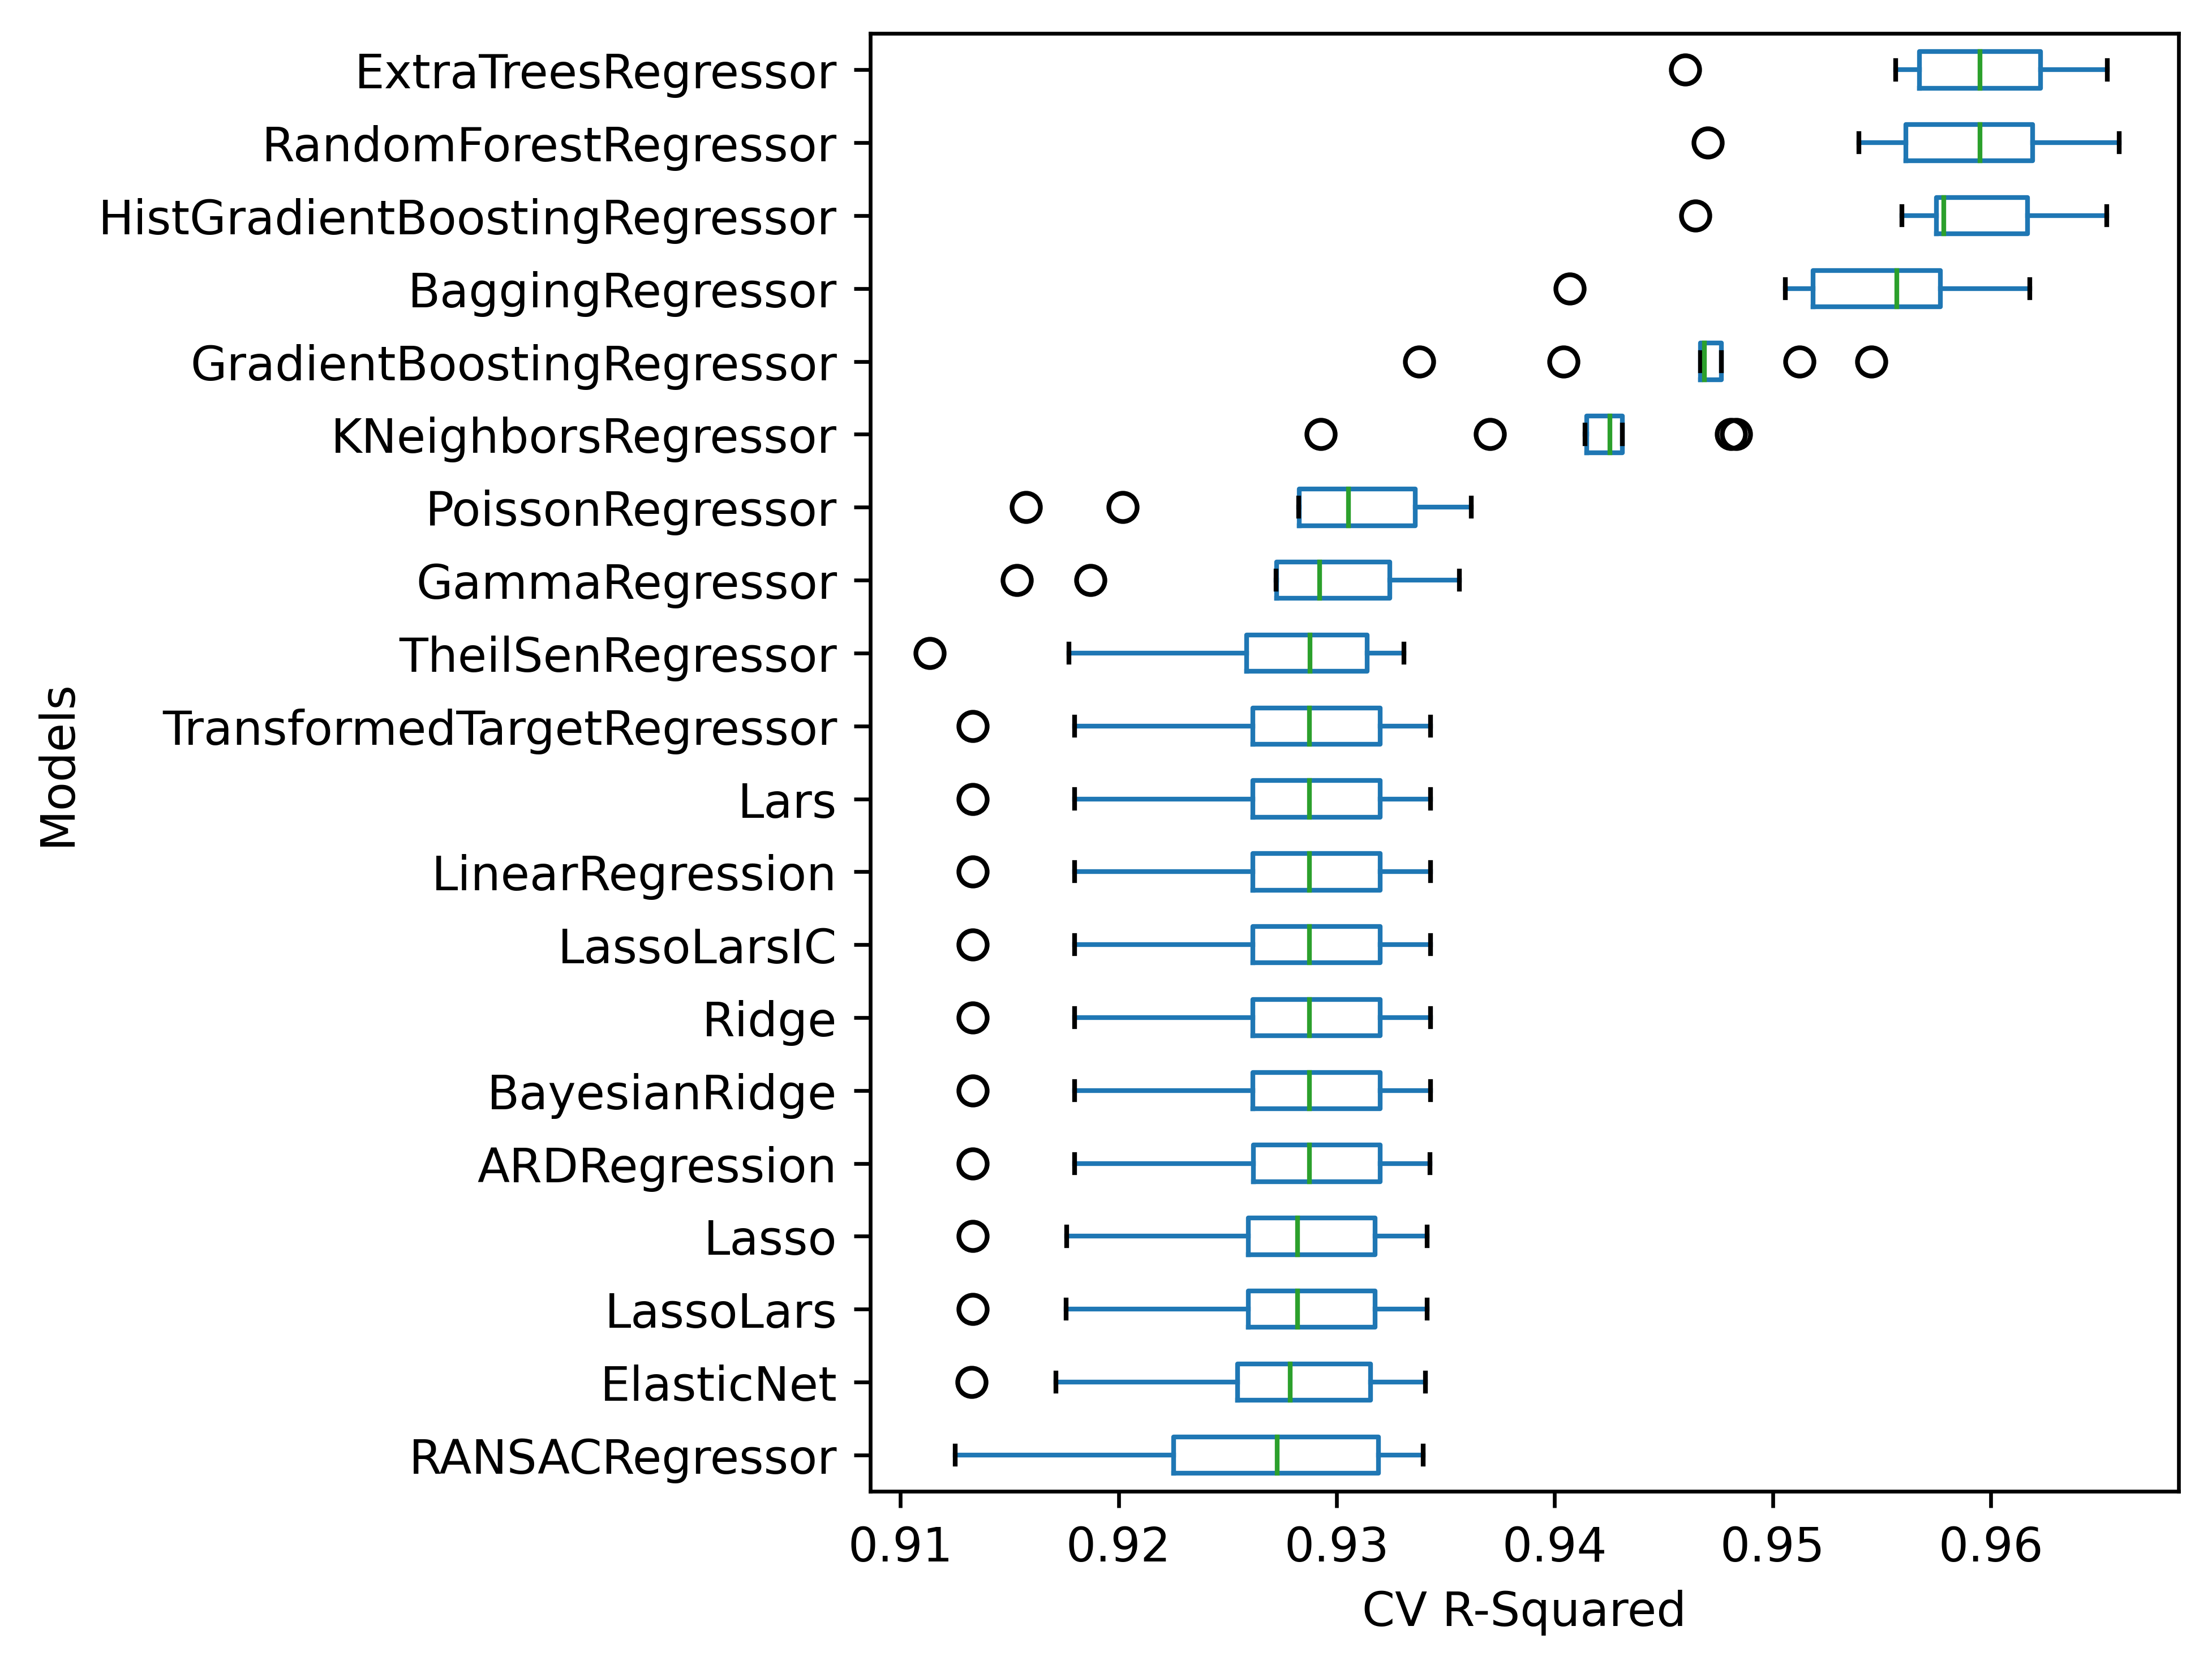 ExtraTreesRegressor
RandomForestRegressor
HistGradientBoostingRegressor
BaggingRegressor
GradientBoostingRegressor
KNeighborsRegressor
PoissonRegressor
GammaRegressor
TheilSenRegressor
TransformedTargetRegressor
Lars
LinearRegression
LassoLarsIC
Ridge
BayesianRidge
ARDRegression
Lasso
LassoLars
ElasticNet
RANSACRegressor
Models
0.91 0.92 0.93 0.94 0.95 0.96
CV R-Squared